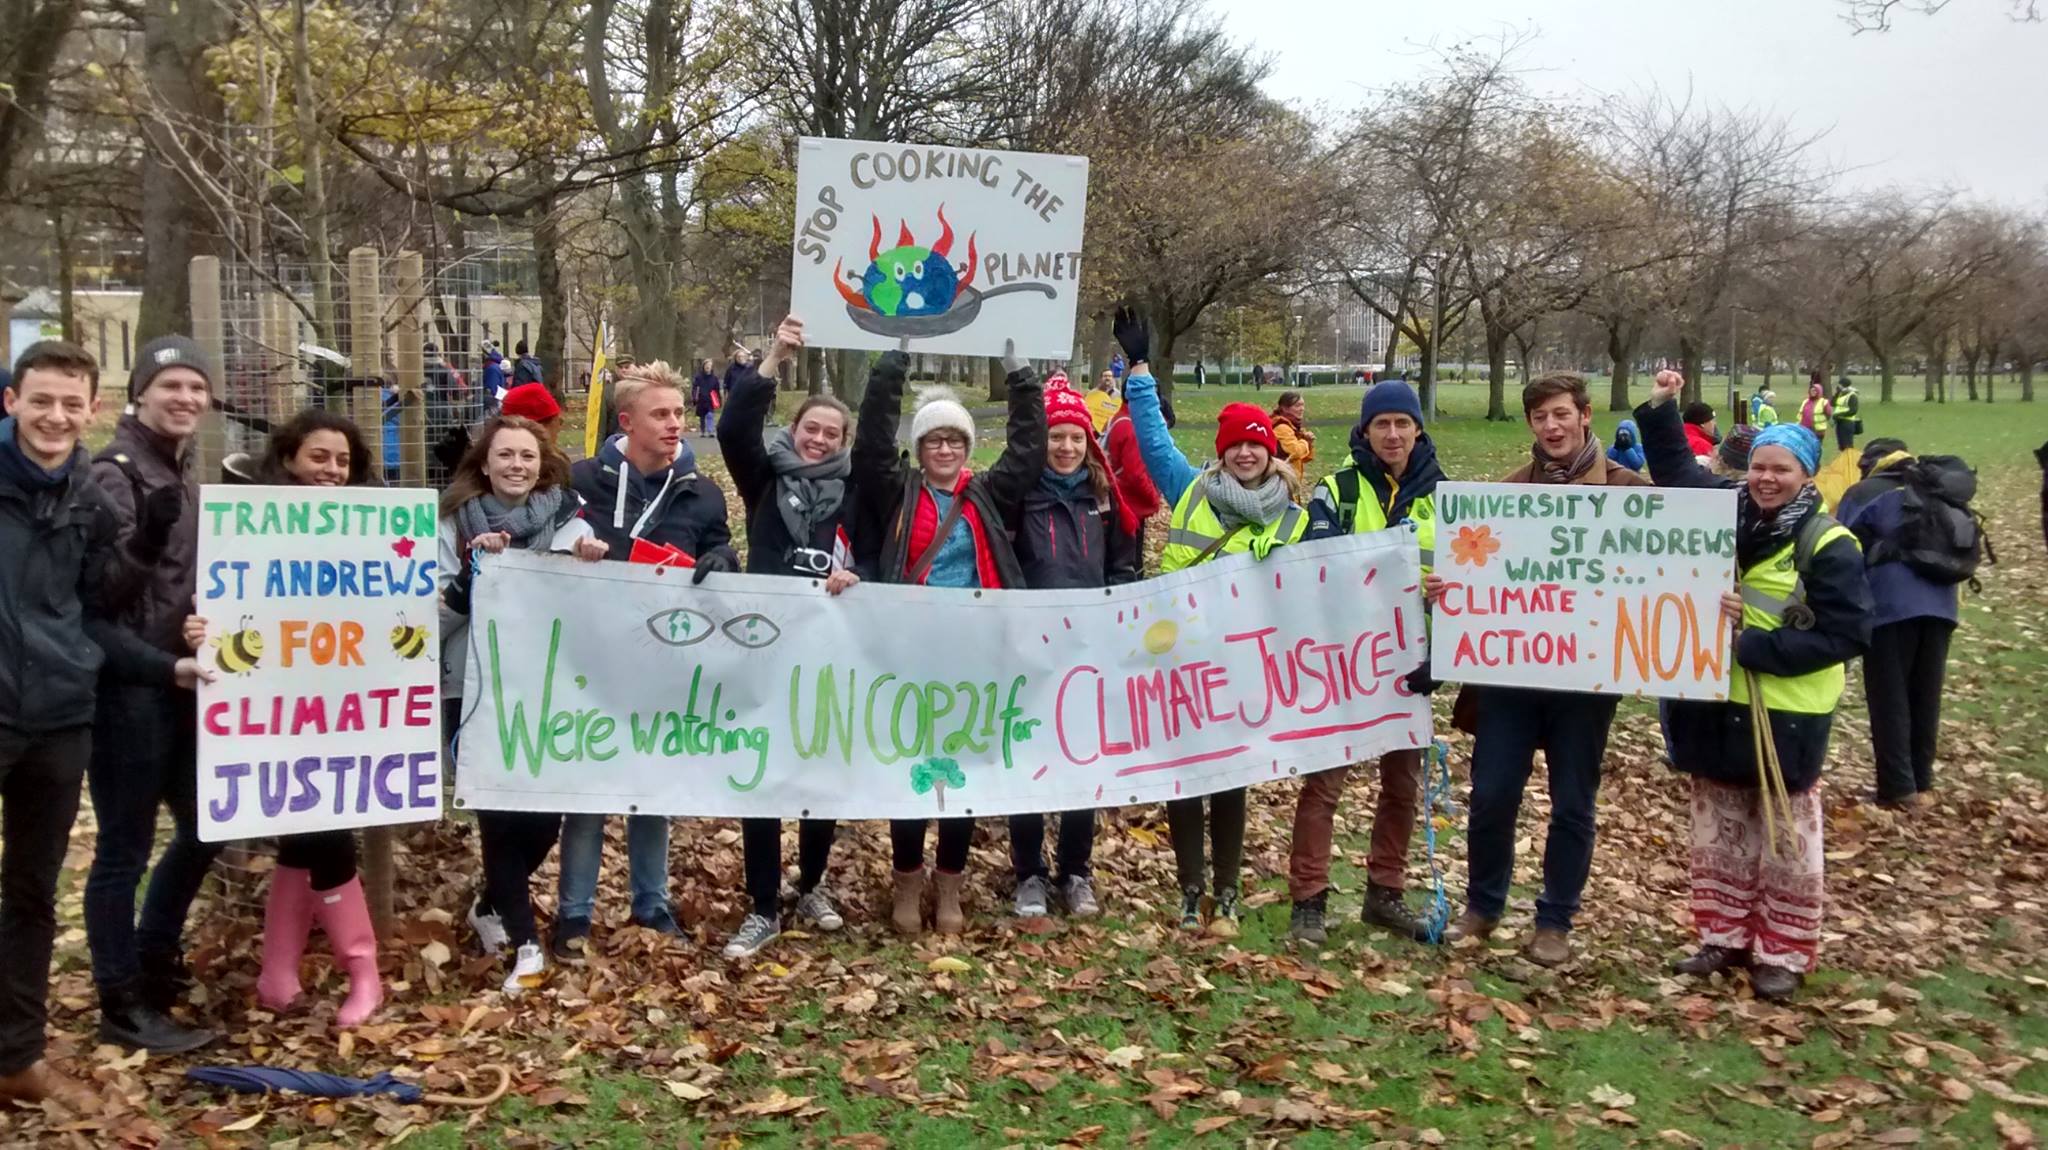 STOP COOKING THE
PLANET
TRANSITION
ST ANDREWS
FOR
CLIMATE
JUSTICE
We're watching UN COP21 for CLIMATE JUSTICE!
UNIVERSITY OF
ST ANDREWS
WANTS...
CLIMATE
ACTION
NOW